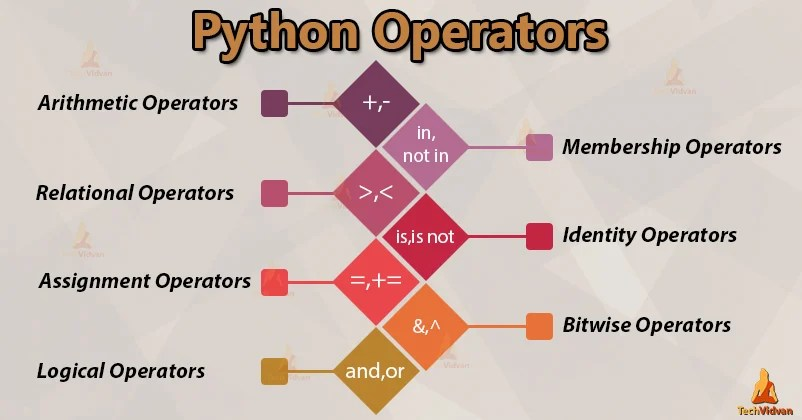 Python Operators
Arithmetic Operators
+,-
in,
not in
Membership Operators
Relational Operators
>,<
is,is not
Identity Operators
Assignment Operators
=,+=
&,^
Bitwise Operators
Logical Operators
and,or
TechVidvan